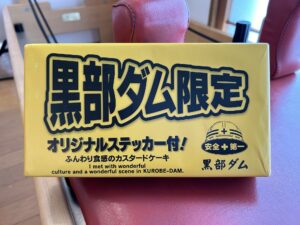 黒部ダム限定
オリジナルステッカー付!
ふんわり食感のカスタードケーキ
I met with wonderful
culture and a wonderful scene in KUROBE-DAM.
安全+第一
黒部ダム